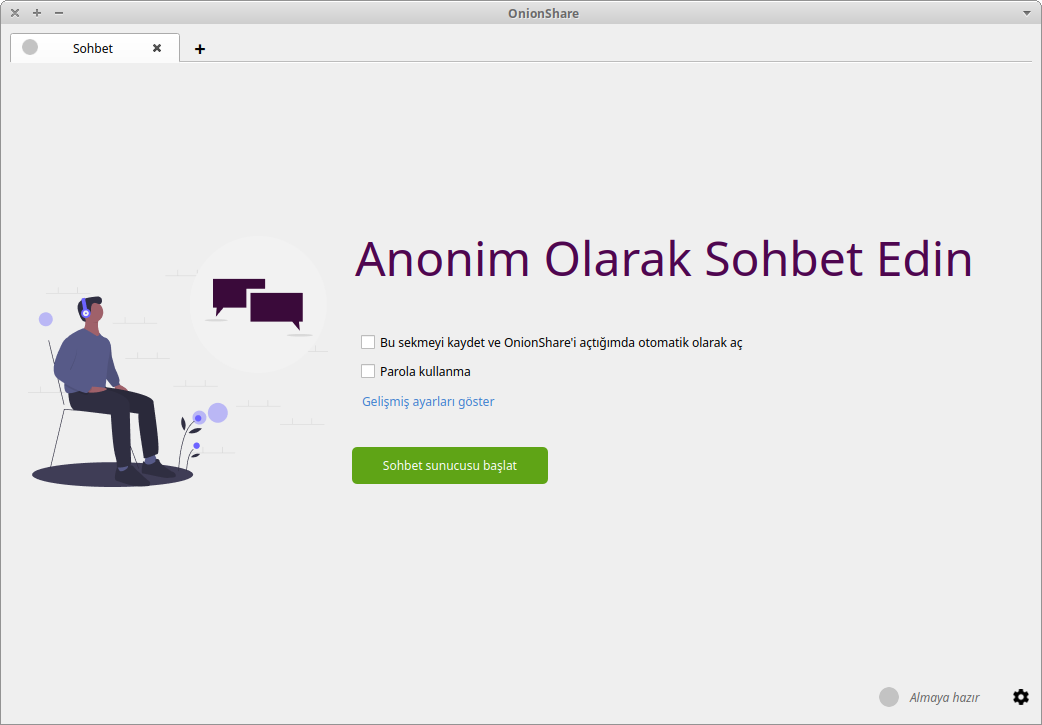 OnionShare
Sohbet
Anonim Olarak Sohbet Edin
Bu sekmeyi kaydet ve OnionShare'i açtığımda otomatik olarak aç
Parola kullanma
Gelişmiş ayarları göster
Sohbet sunucusu başlat
Almaya hazır